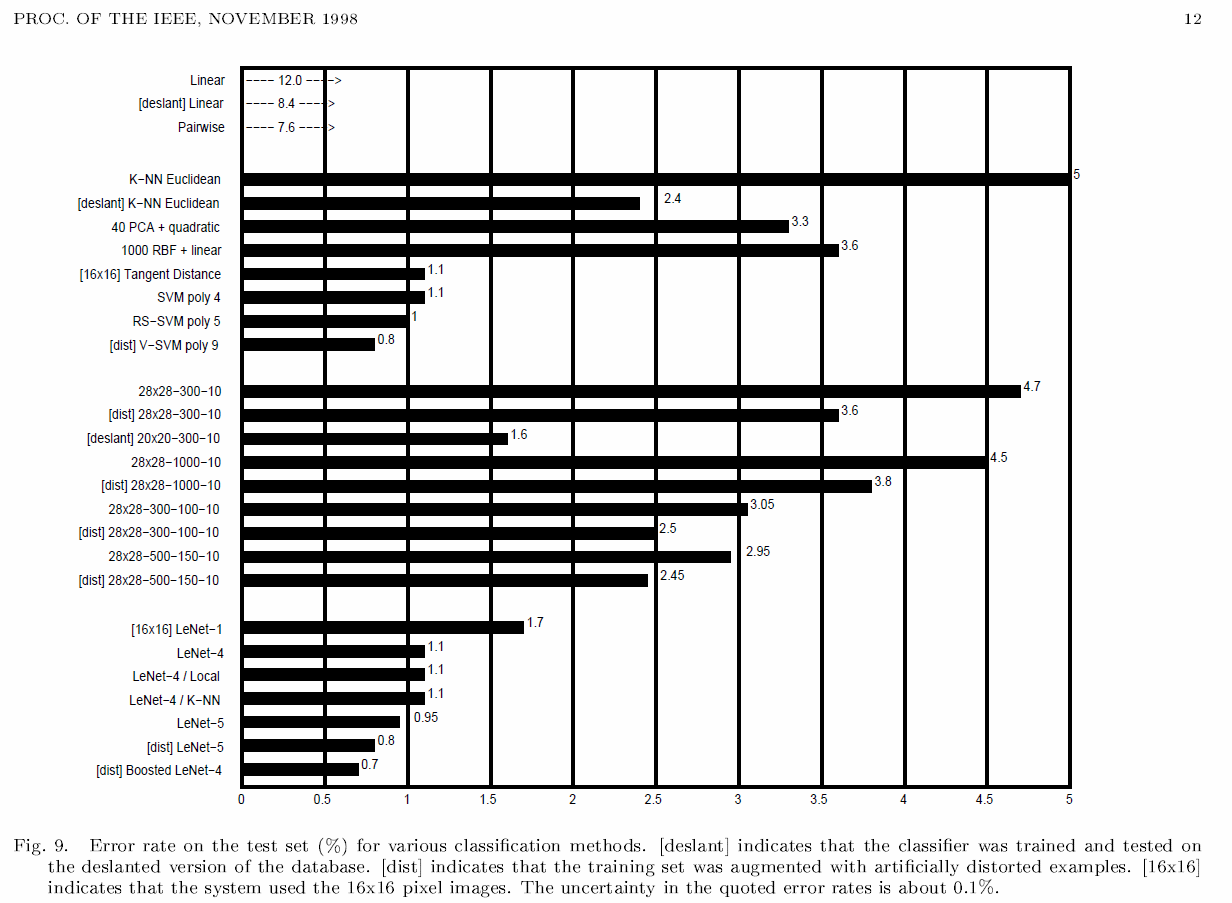 PROC. OF THE IEEE, NOVEMBER 1998 12
Linear ---- 12.0 ---->
[deslant] Linear ---- 8.4 ---->
Pairwise ---- 7.6 ---->
K-NN Euclidean 5
[deslant] K-NN Euclidean 2.4
40 PCA + quadratic 3.3
1000 RBF + linear 3.6
[16x16] Tangent Distance 1.1
SVM poly 4 1.1
RS-SVM poly 5 1
[dist] V-SVM poly 9 0.8
28x28-300-10 4.7
[dist] 28x28-300-10 3.6
[deslant] 20x20-300-10 1.6
28x28-1000-10 4.5
[dist] 28x28-1000-10 3.8
28x28-300-100-10 3.05
[dist] 28x28-300-100-10 2.5
28x28-500-150-10 2.95
[dist] 28x28-500-150-10 2.45
[16x16] LeNet-1 1.7
LeNet-4 1.1
LeNet-4 / Local 1.1
LeNet-4 / K-NN 1.1
LeNet-5 0.95
[dist] LeNet-5 0.8
[dist] Boosted LeNet-4 0.7
0 0.5 1 1.5 2 2.5 3 3.5 4 4.5 5
Fig. 9. Error rate on the test set (%) for various classification methods. [deslant] indicates that the classifier was trained and tested on
the deslanted version of the database. [dist] indicates that the training set was augmented with artificially distorted examples. [16x16]
indicates that the system used the 16x16 pixel images. The uncertainty in the quoted error rates is about 0.1%.